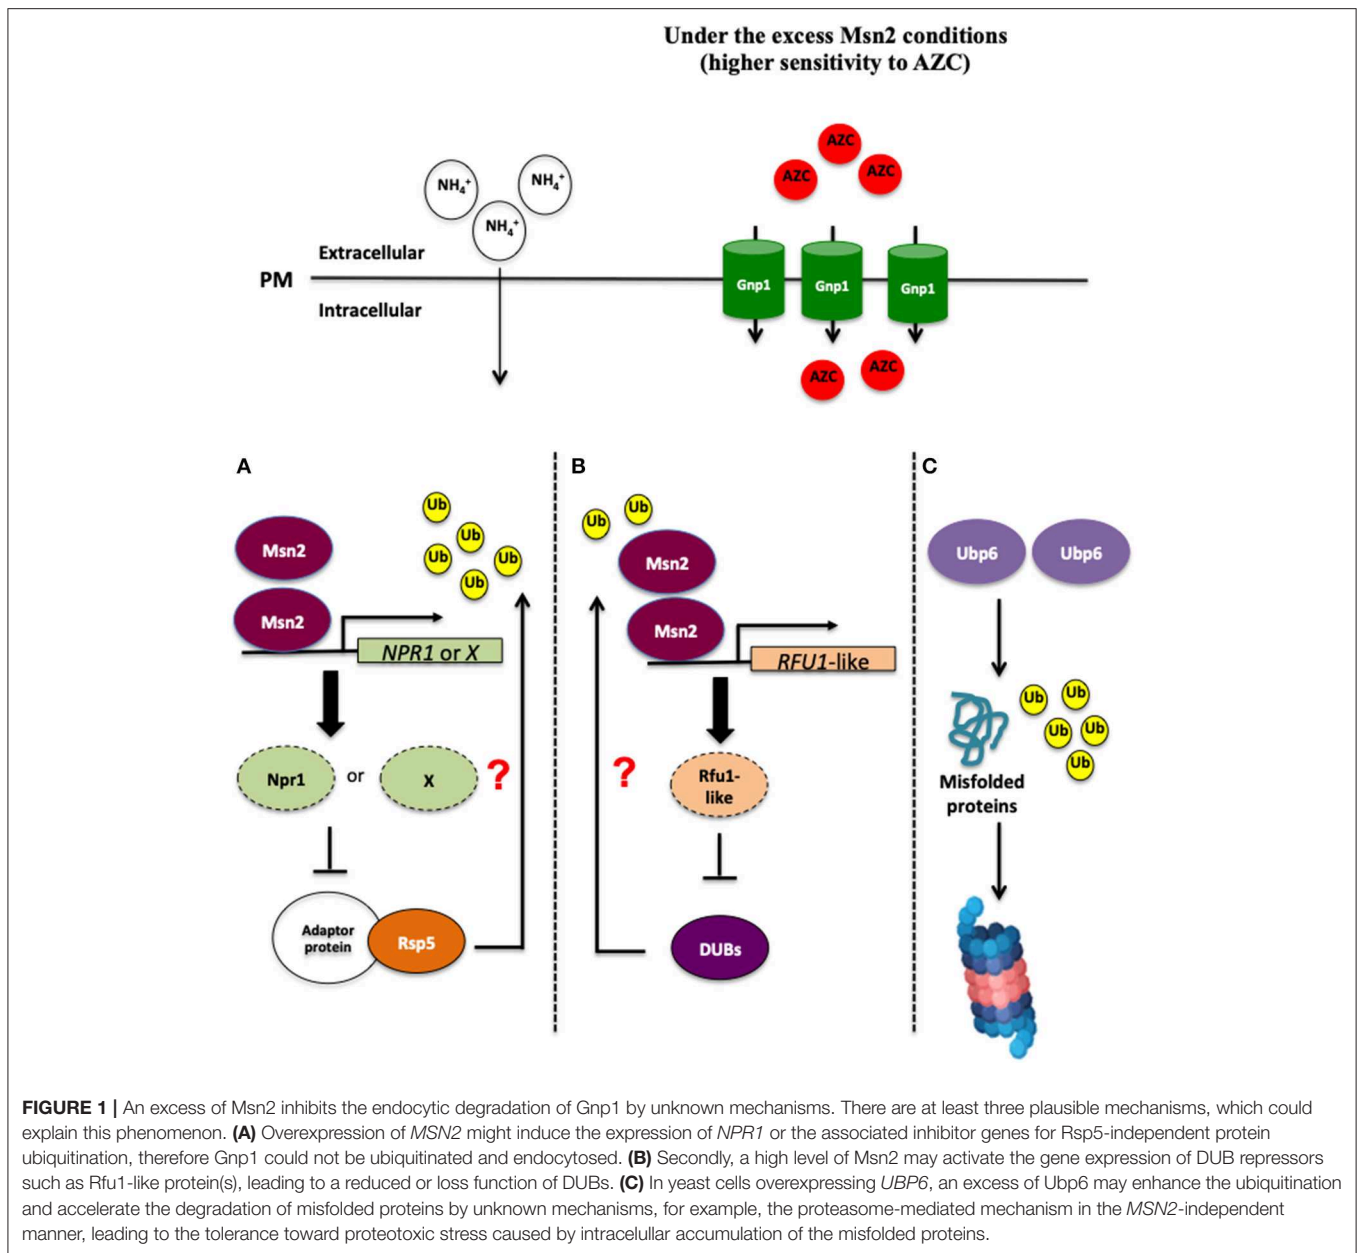 Under the excess Msn2 conditions
(higher sensitivity to AZC)
AZC
AZC
AZC
NH4+
NH4+
NH4+
Extracellular
PM
Gnp1
Gnp1
Gnp1
Intracellular
AZC
AZC
A
Ub
Ub
Ub
Ub
Ub
Msn2
Msn2
NPR1 or X
Npr1
or
X
?
Adaptor
protein
Rsp5
B
Ub
Ub
Msn2
Msn2
RFU1-like
?
Rfu1-
like
DUBs
C
Ubp6
Ubp6
Ub
Ub
Ub
Ub
Ub
Misfolded
proteins
FIGURE 1 | An excess of Msn2 inhibits the endocytic degradation of Gnp1 by unknown mechanisms. There are at least three plausible mechanisms, which could
explain this phenomenon. (A) Overexpression of MSN2 might induce the expression of NPR1 or the associated inhibitor genes for Rsp5-independent protein
ubiquitination, therefore Gnp1 could not be ubiquitinated and endocytosed. (B) Secondly, a high level of Msn2 may activate the gene expression of DUB repressors
such as Rfu1-like protein(s), leading to a reduced or loss function of DUBs. (C) In yeast cells overexpressing UBP6, an excess of Ubp6 may enhance the ubiquitination
and accelerate the degradation of misfolded proteins by unknown mechanisms, for example, the proteasome-mediated mechanism in the MSN2-independent
manner, leading to the tolerance toward proteotoxic stress caused by intracelullar accumulation of the misfolded proteins.